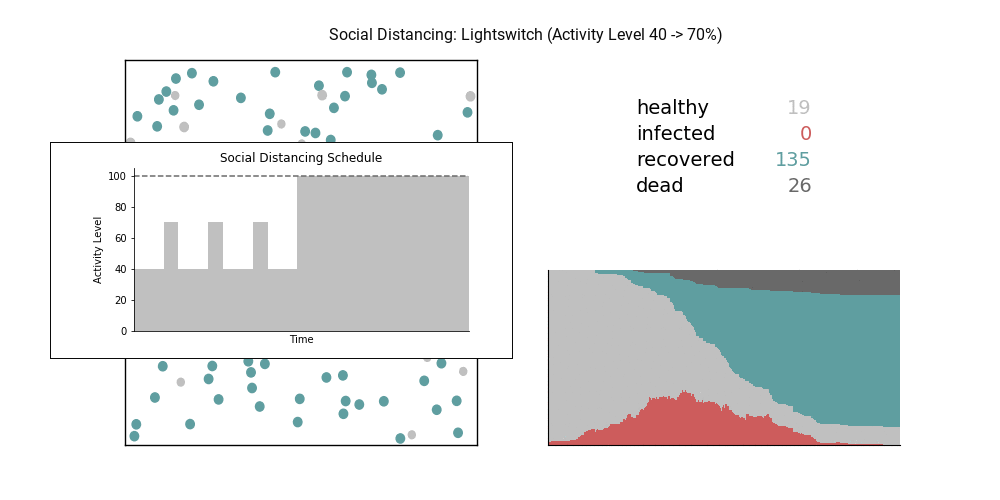 Social Distancing: Lightswitch (Activity Level 40 -> 70%)
healthy 19
infected 0
recovered 135
dead 26
Social Distancing Schedule
100
80
60
40
20
0
Activity Level
Time